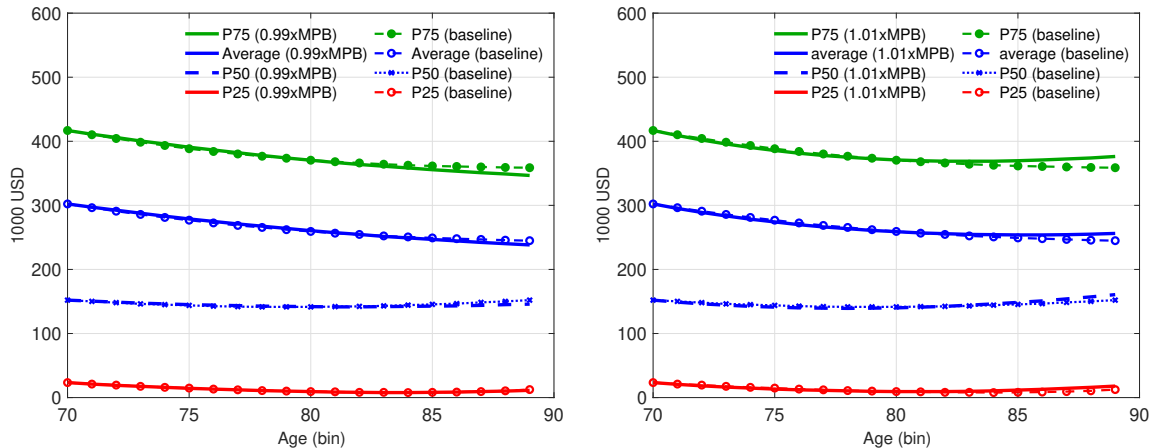 600
500
400
300
200
100
0
1000 USD
P75 (0.99xMPB)
Average (0.99xMPB)
P50 (0.99xMPB)
P25 (0.99xMPB)
P75 (baseline)
Average (baseline)
P50 (baseline)
P25 (baseline)
70 75 80 85 90
Age (bin)
600
500
400
300
200
100
0
1000 USD
P75 (1.01xMPB)
average (1.01xMPB)
P50 (1.01xMPB)
P25 (1.01xMPB)
P75 (baseline)
average (baseline)
P50 (baseline)
P25 (baseline)
70 75 80 85 90
Age (bin)